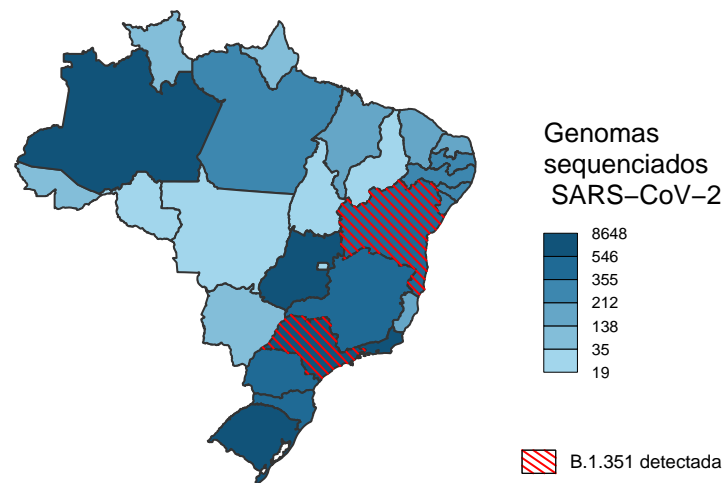 Genomas
sequenciados
SARS−CoV−2
8648
546
355
212
138
35
19
B.1.351 detectada